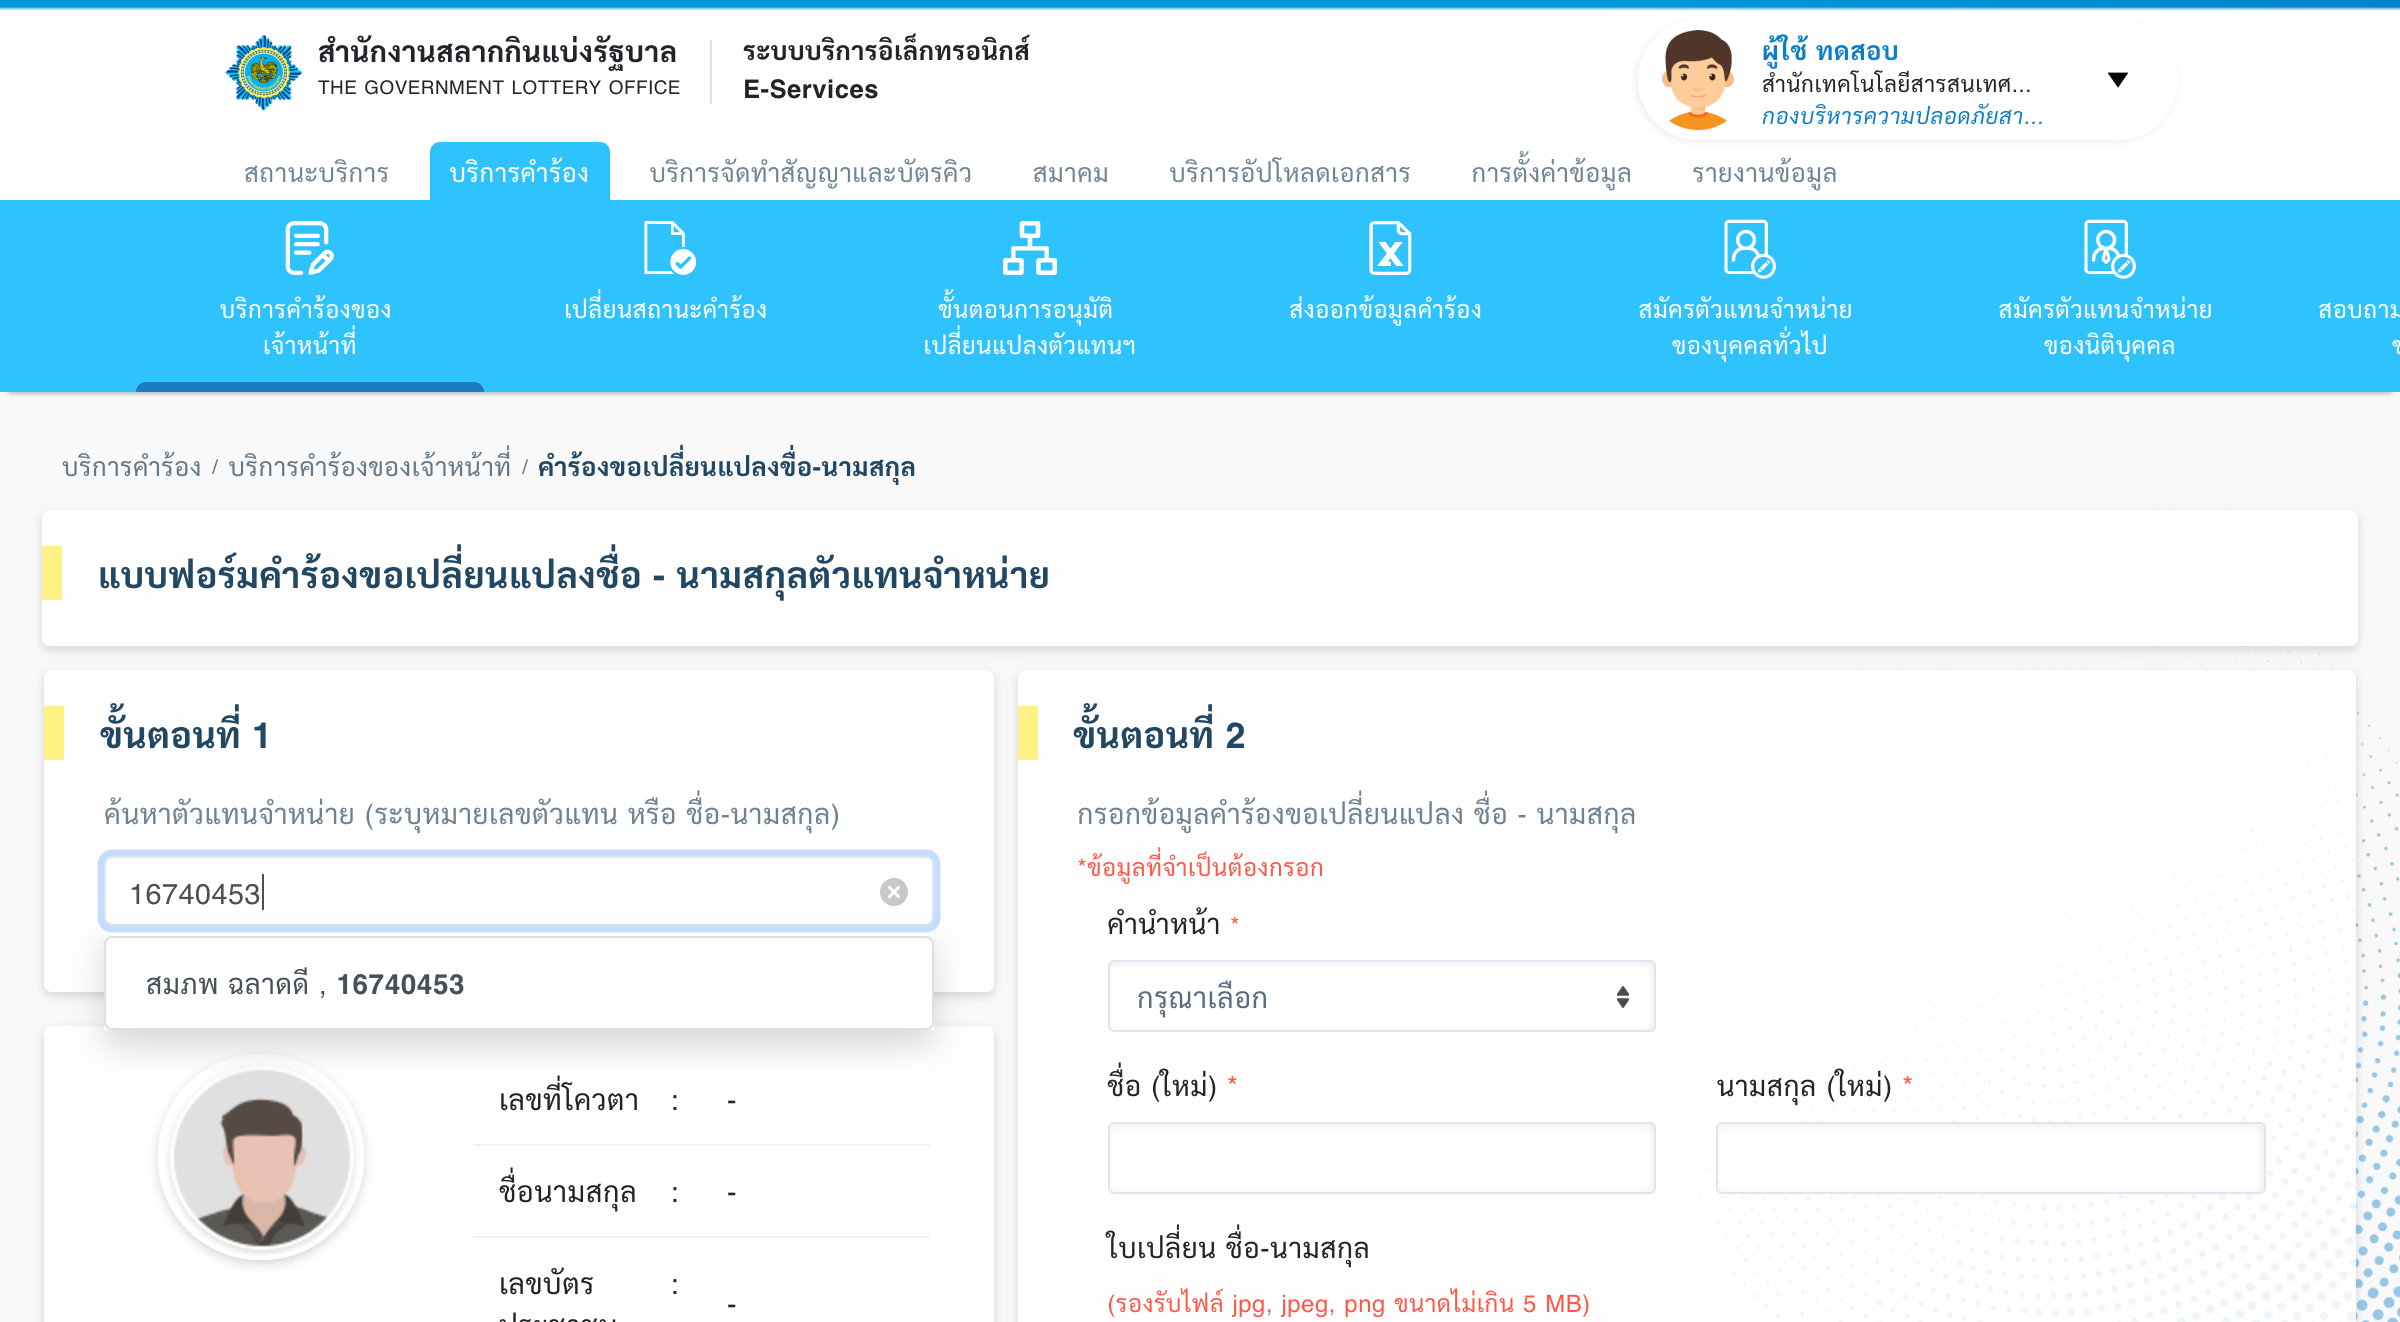 สำนักงานสลากกินแบ่งรัฐบาล
THE GOVERNMENT LOTTERY OFFICE
ระบบบริการอิเล็กทรอนิกส์
E-Services
ผู้ใช้ ทดสอบ
สำนักเทคโนโลยีสารสนเทศ...
กองบริหารความปลอดภัยสา...
สถานะบริการ
บริการคำร้อง
บริการจัดทำสัญญาและบัตรคิว
สมาคม
บริการอัปโหลดเอกสาร
การตั้งค่าข้อมูล
รายงานข้อมูล
บริการคำร้องของ
เจ้าหน้าที่
เปลี่ยนสถานะคำร้อง
ขั้นตอนการอนุมัติ
เปลี่ยนแปลงตัวแทนฯ
ส่งออกข้อมูลคำร้อง
สมัครตัวแทนจำหน่าย
ของบุคคลทั่วไป
สมัครตัวแทนจำหน่าย
ของนิติบุคคล
สอบถาม
บริการคำร้อง / บริการคำร้องของเจ้าหน้าที่ / คำร้องขอเปลี่ยนแปลงชื่อ-นามสกุล
แบบฟอร์มคำร้องขอเปลี่ยนแปลงชื่อ - นามสกุลตัวแทนจำหน่าย
ขั้นตอนที่ 1
ค้นหาตัวแทนจำหน่าย (ระบุหมายเลขตัวแทน หรือ ชื่อ-นามสกุล)
16740453
สมภพ ฉลาดดี , 16740453
เลขที่โควตา : -
ชื่อนามสกุล : -
เลขบัตร : -
ขั้นตอนที่ 2
กรอกข้อมูลคำร้องขอเปลี่ยนแปลง ชื่อ - นามสกุล
*ข้อมูลที่จำเป็นต้องกรอก
คำนำหน้า *
กรุณาเลือก
ชื่อ (ใหม่) *
นามสกุล (ใหม่) *
ใบเปลี่ยน ชื่อ-นามสกุล
(รองรับไฟล์ jpg, jpeg, png ขนาดไม่เกิน 5 MB)